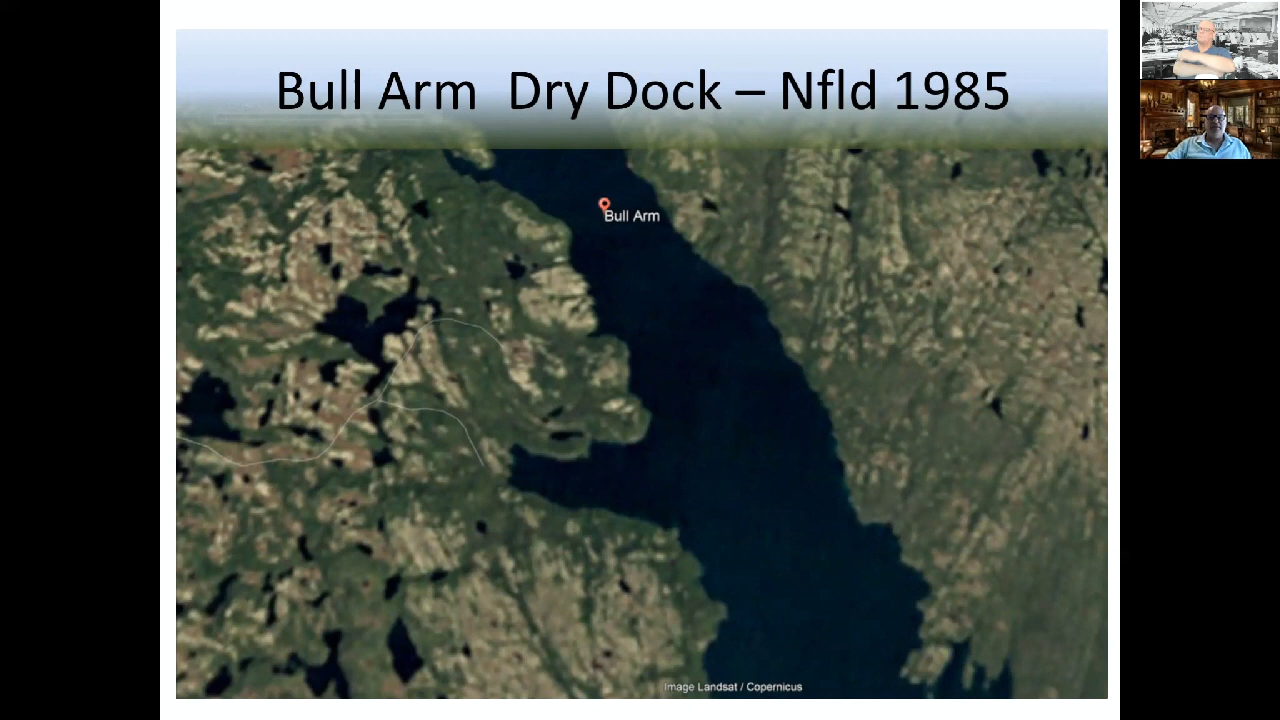 Bull Arm Dry Dock – Nfld 1985
Bull Arm
Image Landsat / Copernicus